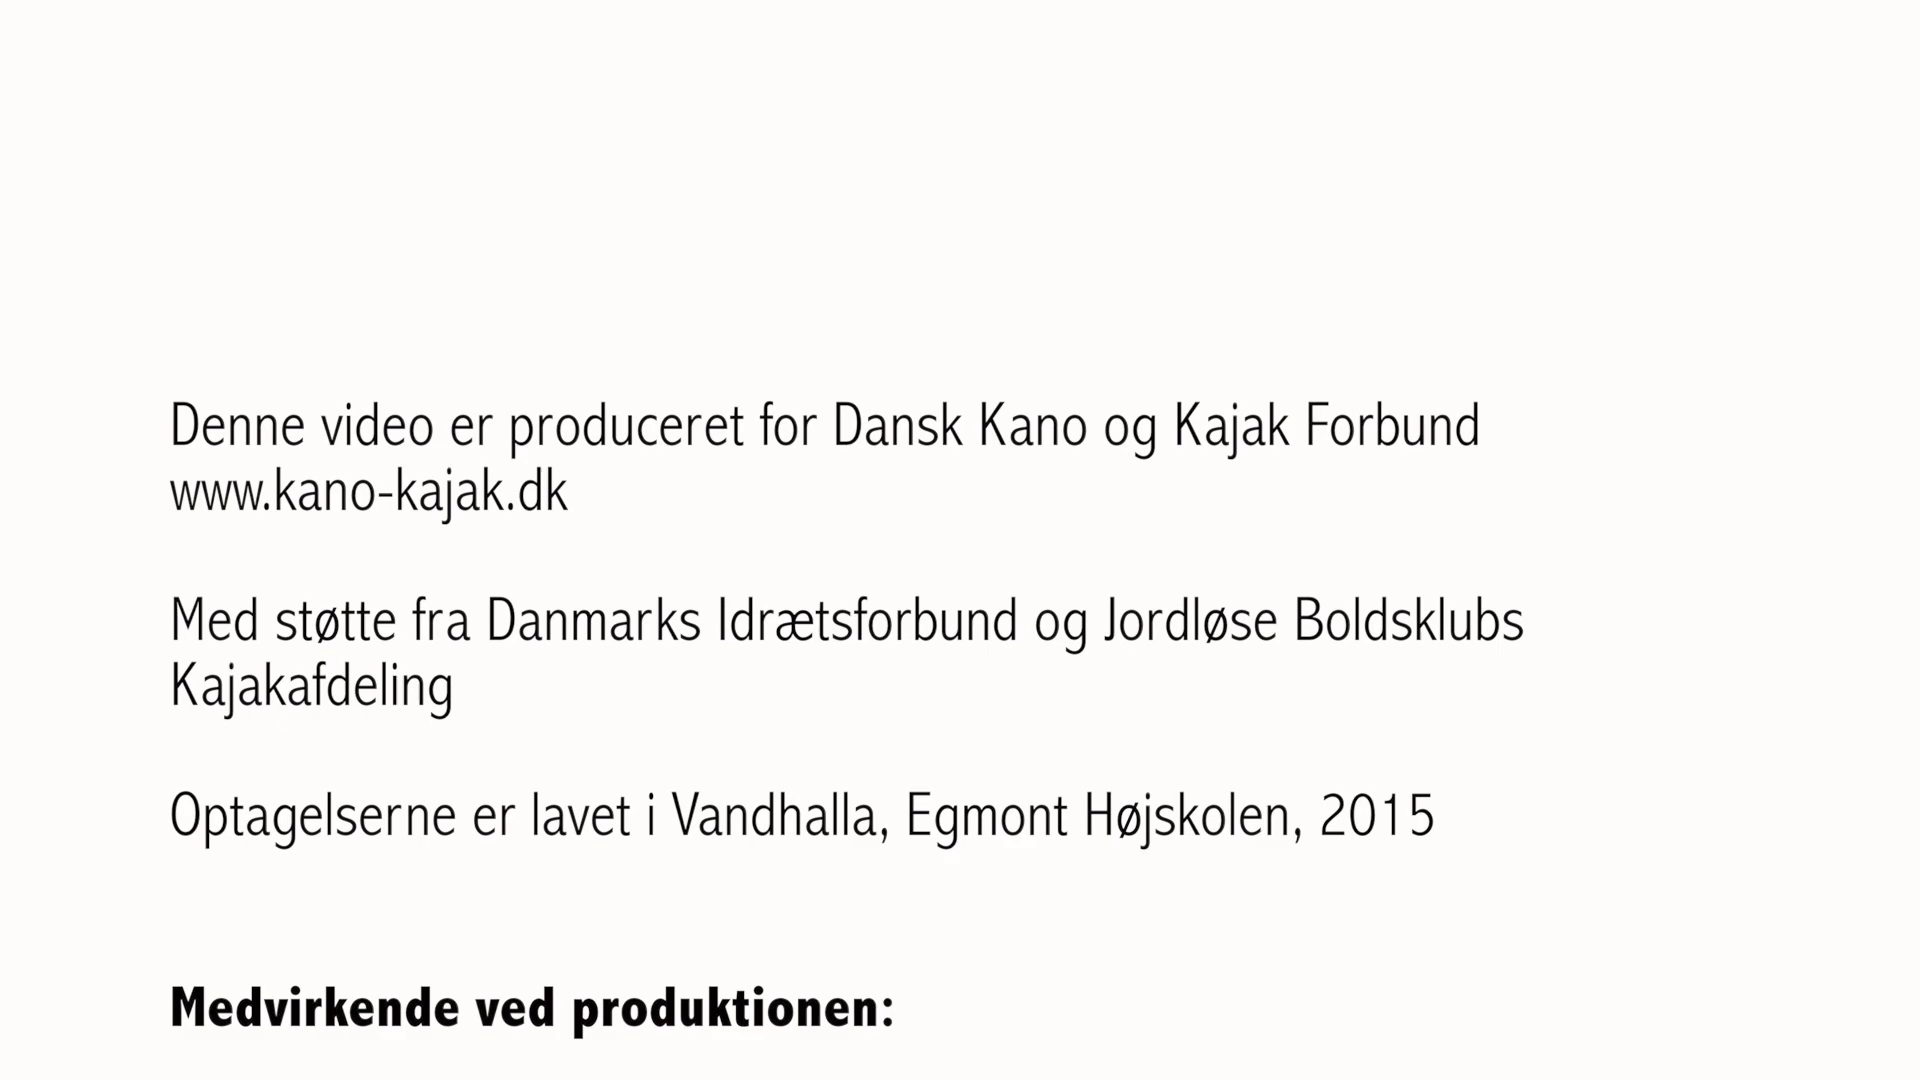 Denne video er produceret for Dansk Kano og Kajak Forbund
www.kano-kajak.dk
Med støtte fra Danmarks Idrætsforbund og Jordløse Boldsklubs
Kajakafdeling
Optagelserne er lavet i Vandhalla, Egmont Højskolen, 2015
Medvirkende ved produktionen: